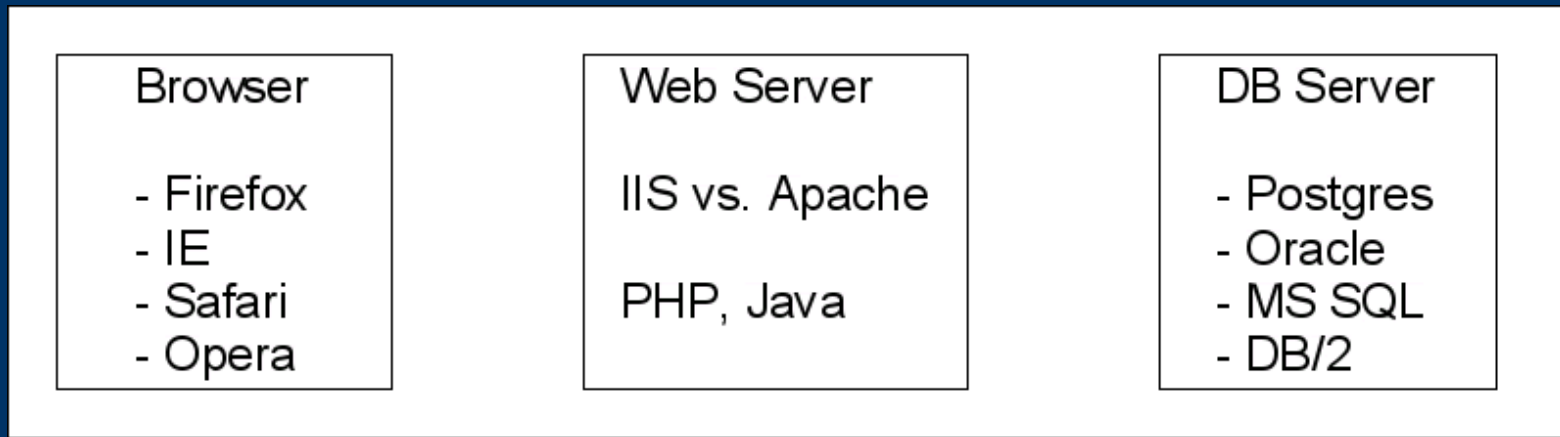 Browser
- Firefox
- IE
- Safari
- Opera
Web Server
IIS vs. Apache
PHP, Java
DB Server
- Postgres
- Oracle
- MS SQL
- DB/2